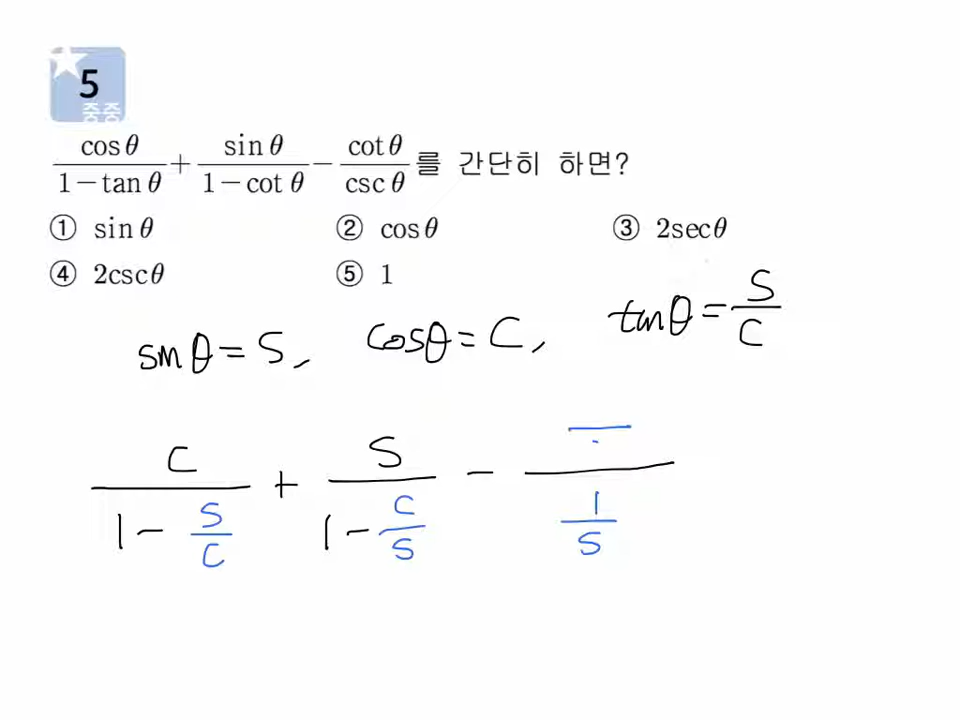 5
중중
cosθ/(1−tanθ) + sinθ/(1−cotθ) − cotθ/cscθ 를 간단히 하면?
① sinθ ② cosθ ③ 2secθ
④ 2cscθ ⑤ 1
sinθ = S, cosθ = C, tanθ = S/C
C/(1 − S/C) + S/(1 − C/S) − /(1/S)